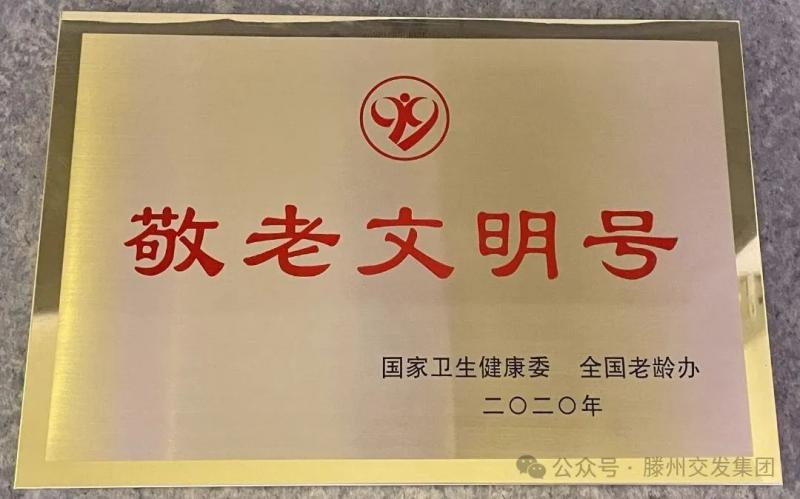 敬老文明号
国家卫生健康委 全国老龄办
二〇二〇年
公众号·滕州交发集团